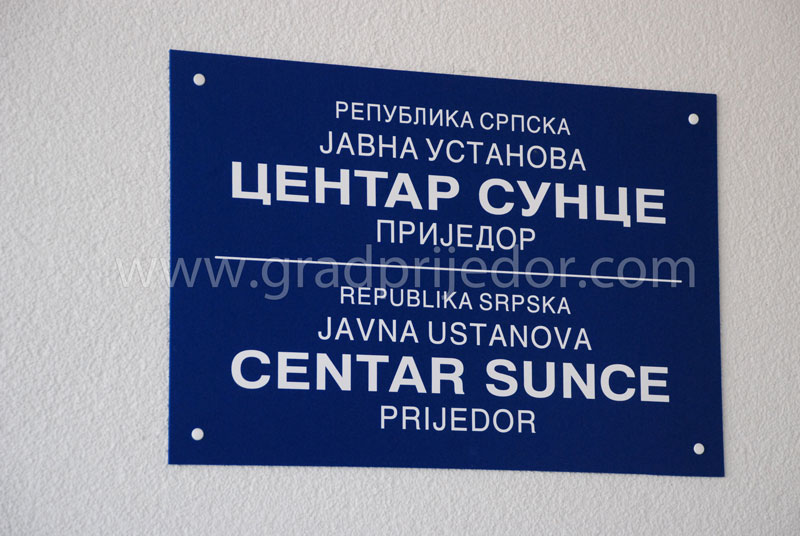 РЕПУБЛИКА СРПСКА
ЈАВНА УСТАНОВА
ЦЕНТАР СУНЦЕ
ПРИЈЕДОР
www.gradprijedor.com
REPUBLIKA SRPSKA
JAVNA USTANOVA
CENTAR SUNCE
PRIJEDOR